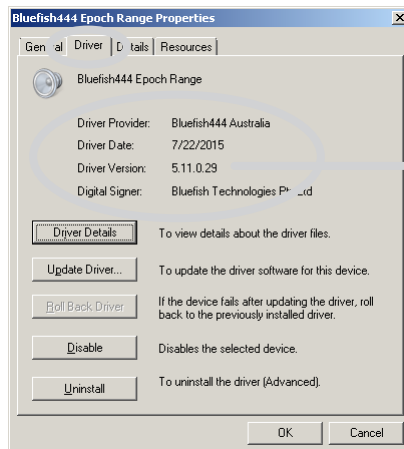 Bluefish444 Epoch Range Properties
Driver Details Resources
Bluefish444 Epoch Range
Driver Provider: Bluefish444 Australia
Driver Date: 7/22/2015
Driver Version: 5.11.0.29
Digital Signer: Bluefish Technologies
Driver Details To view details about the driver files.
Update Driver... To update the driver software for this device.
Roll Back Driver If the device fails after updating the driver, roll
back to the previously installed driver.
Disable Disables the selected device.
Uninstall To uninstall the driver (Advanced).
OK Cancel